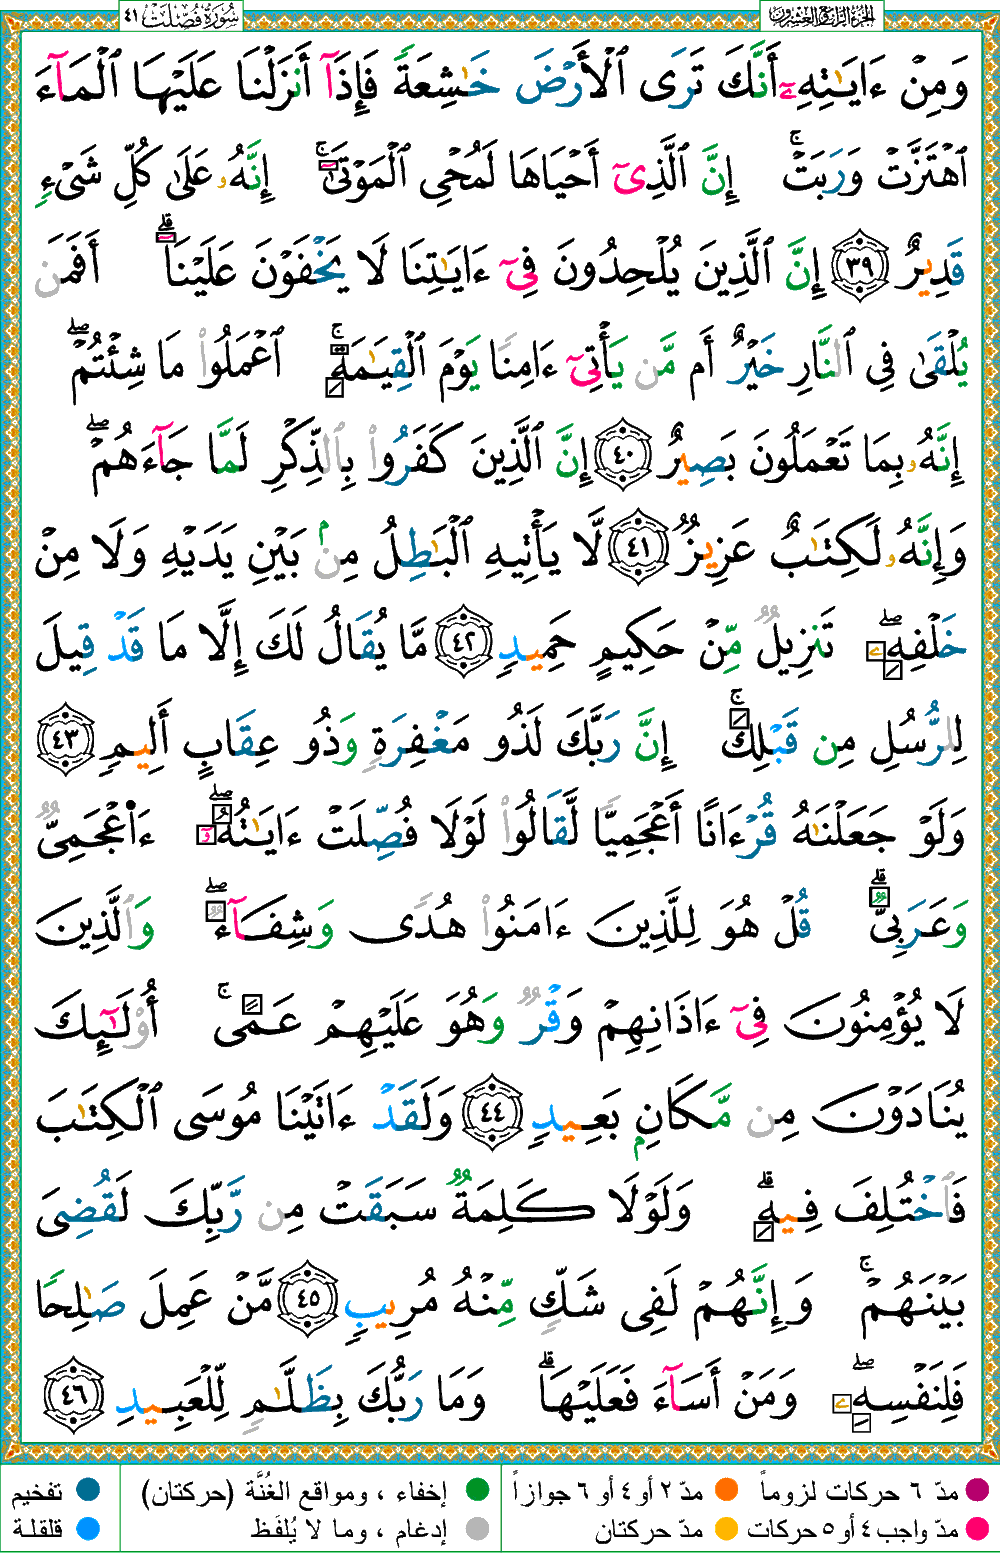 الجزء الرابع والعشرون
سُورَةُ فُصِّلَتْ ٤١
وَمِنْ ءَايَـٰتِهِۦٓ أَنَّكَ تَرَى ٱلْأَرْضَ خَـٰشِعَةً فَإِذَآ أَنزَلْنَا عَلَيْهَا ٱلْمَآءَ
ٱهْتَزَّتْ وَرَبَتْ ۚ إِنَّ ٱلَّذِىٓ أَحْيَاهَا لَمُحْىِ ٱلْمَوْتَىٰٓ ۚ إِنَّهُۥ عَلَىٰ كُلِّ شَىْءٍ
قَدِيرٌ ٣٩ إِنَّ ٱلَّذِينَ يُلْحِدُونَ فِىٓ ءَايَـٰتِنَا لَا يَخْفَوْنَ عَلَيْنَآ ۗ أَفَمَن
يُلْقَىٰ فِى ٱلنَّارِ خَيْرٌ أَم مَّن يَأْتِىٓ ءَامِنًا يَوْمَ ٱلْقِيَـٰمَةِ ۚ ٱعْمَلُوا۟ مَا شِئْتُمْ ۖ
إِنَّهُۥ بِمَا تَعْمَلُونَ بَصِيرٌ ٤٠ إِنَّ ٱلَّذِينَ كَفَرُوا۟ بِٱلذِّكْرِ لَمَّا جَآءَهُمْ ۖ
وَإِنَّهُۥ لَكِتَـٰبٌ عَزِيزٌ ٤١ لَّا يَأْتِيهِ ٱلْبَـٰطِلُ مِنۢ بَيْنِ يَدَيْهِ وَلَا مِنْ
خَلْفِهِۦ ۖ تَنزِيلٌ مِّنْ حَكِيمٍ حَمِيدٍ ٤٢ مَّا يُقَالُ لَكَ إِلَّا مَا قَدْ قِيلَ
لِلرُّسُلِ مِن قَبْلِكَ ۚ إِنَّ رَبَّكَ لَذُو مَغْفِرَةٍ وَذُو عِقَابٍ أَلِيمٍ ٤٣
وَلَوْ جَعَلْنَـٰهُ قُرْءَانًا أَعْجَمِيًّا لَّقَالُوا۟ لَوْلَا فُصِّلَتْ ءَايَـٰتُهُۥٓ ۖ ءَا۬عْجَمِىٌّ
وَعَرَبِىٌّ ۗ قُلْ هُوَ لِلَّذِينَ ءَامَنُوا۟ هُدًى وَشِفَآءٌ ۖ وَٱلَّذِينَ
لَا يُؤْمِنُونَ فِىٓ ءَاذَانِهِمْ وَقْرٌ وَهُوَ عَلَيْهِمْ عَمًى ۚ أُو۟لَـٰٓئِكَ
يُنَادَوْنَ مِن مَّكَانٍۭ بَعِيدٍ ٤٤ وَلَقَدْ ءَاتَيْنَا مُوسَى ٱلْكِتَـٰبَ
فَٱخْتُلِفَ فِيهِ ۗ وَلَوْلَا كَلِمَةٌ سَبَقَتْ مِن رَّبِّكَ لَقُضِىَ
بَيْنَهُمْ ۚ وَإِنَّهُمْ لَفِى شَكٍّ مِّنْهُ مُرِيبٍ ٤٥ مَّنْ عَمِلَ صَـٰلِحًا
فَلِنَفْسِهِۦ ۖ وَمَنْ أَسَآءَ فَعَلَيْهَا ۗ وَمَا رَبُّكَ بِظَلَّـٰمٍ لِّلْعَبِيدِ ٤٦
مدّ ٦ حركات لزوماً مدّ ٢ أو ٤ أو ٦ جوازاً إخفاء ، ومواقع الغُنَّة (حركتان) تفخيم
مدّ واجب ٤ أو ٥ حركات مدّ حركتان إدغام ، وما لا يُلفَظ قلقلة